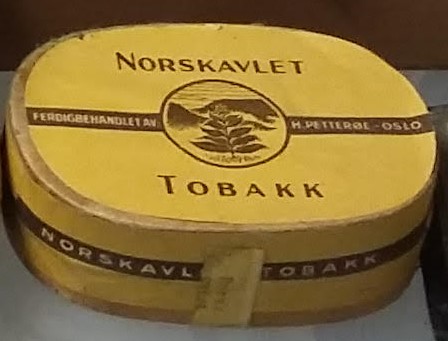 NORSKAVLET
FERDIGBEHANDLET AV H. PETTERØE - OSLO
TOBAKK
NORSKAVL TOBAKK